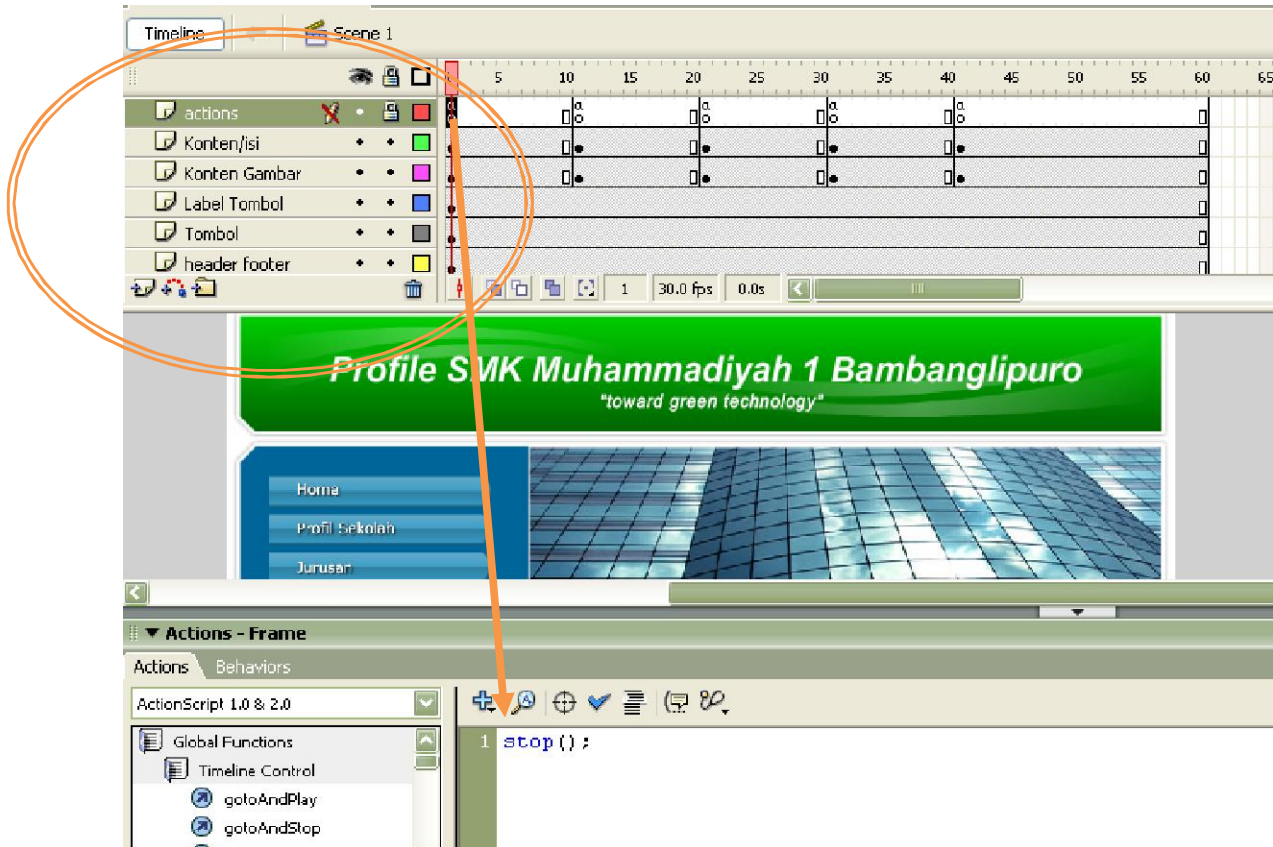 Timeline Scene 1
5 10 15 20 25 30 35 40 45 50 55 60 65
actions
Konten/isi
Konten Gambar
Label Tombol
Tombol
header footer
1 30.0 fps 0.0s
Profile SMK Muhammadiyah 1 Bambanglipuro
"toward green technology"
Home
Profil Sekolah
Jurusan
Actions - Frame
Actions Behaviors
ActionScript 1.0 & 2.0
Global Functions
Timeline Control
gotoAndPlay
gotoAndStop
1 stop();